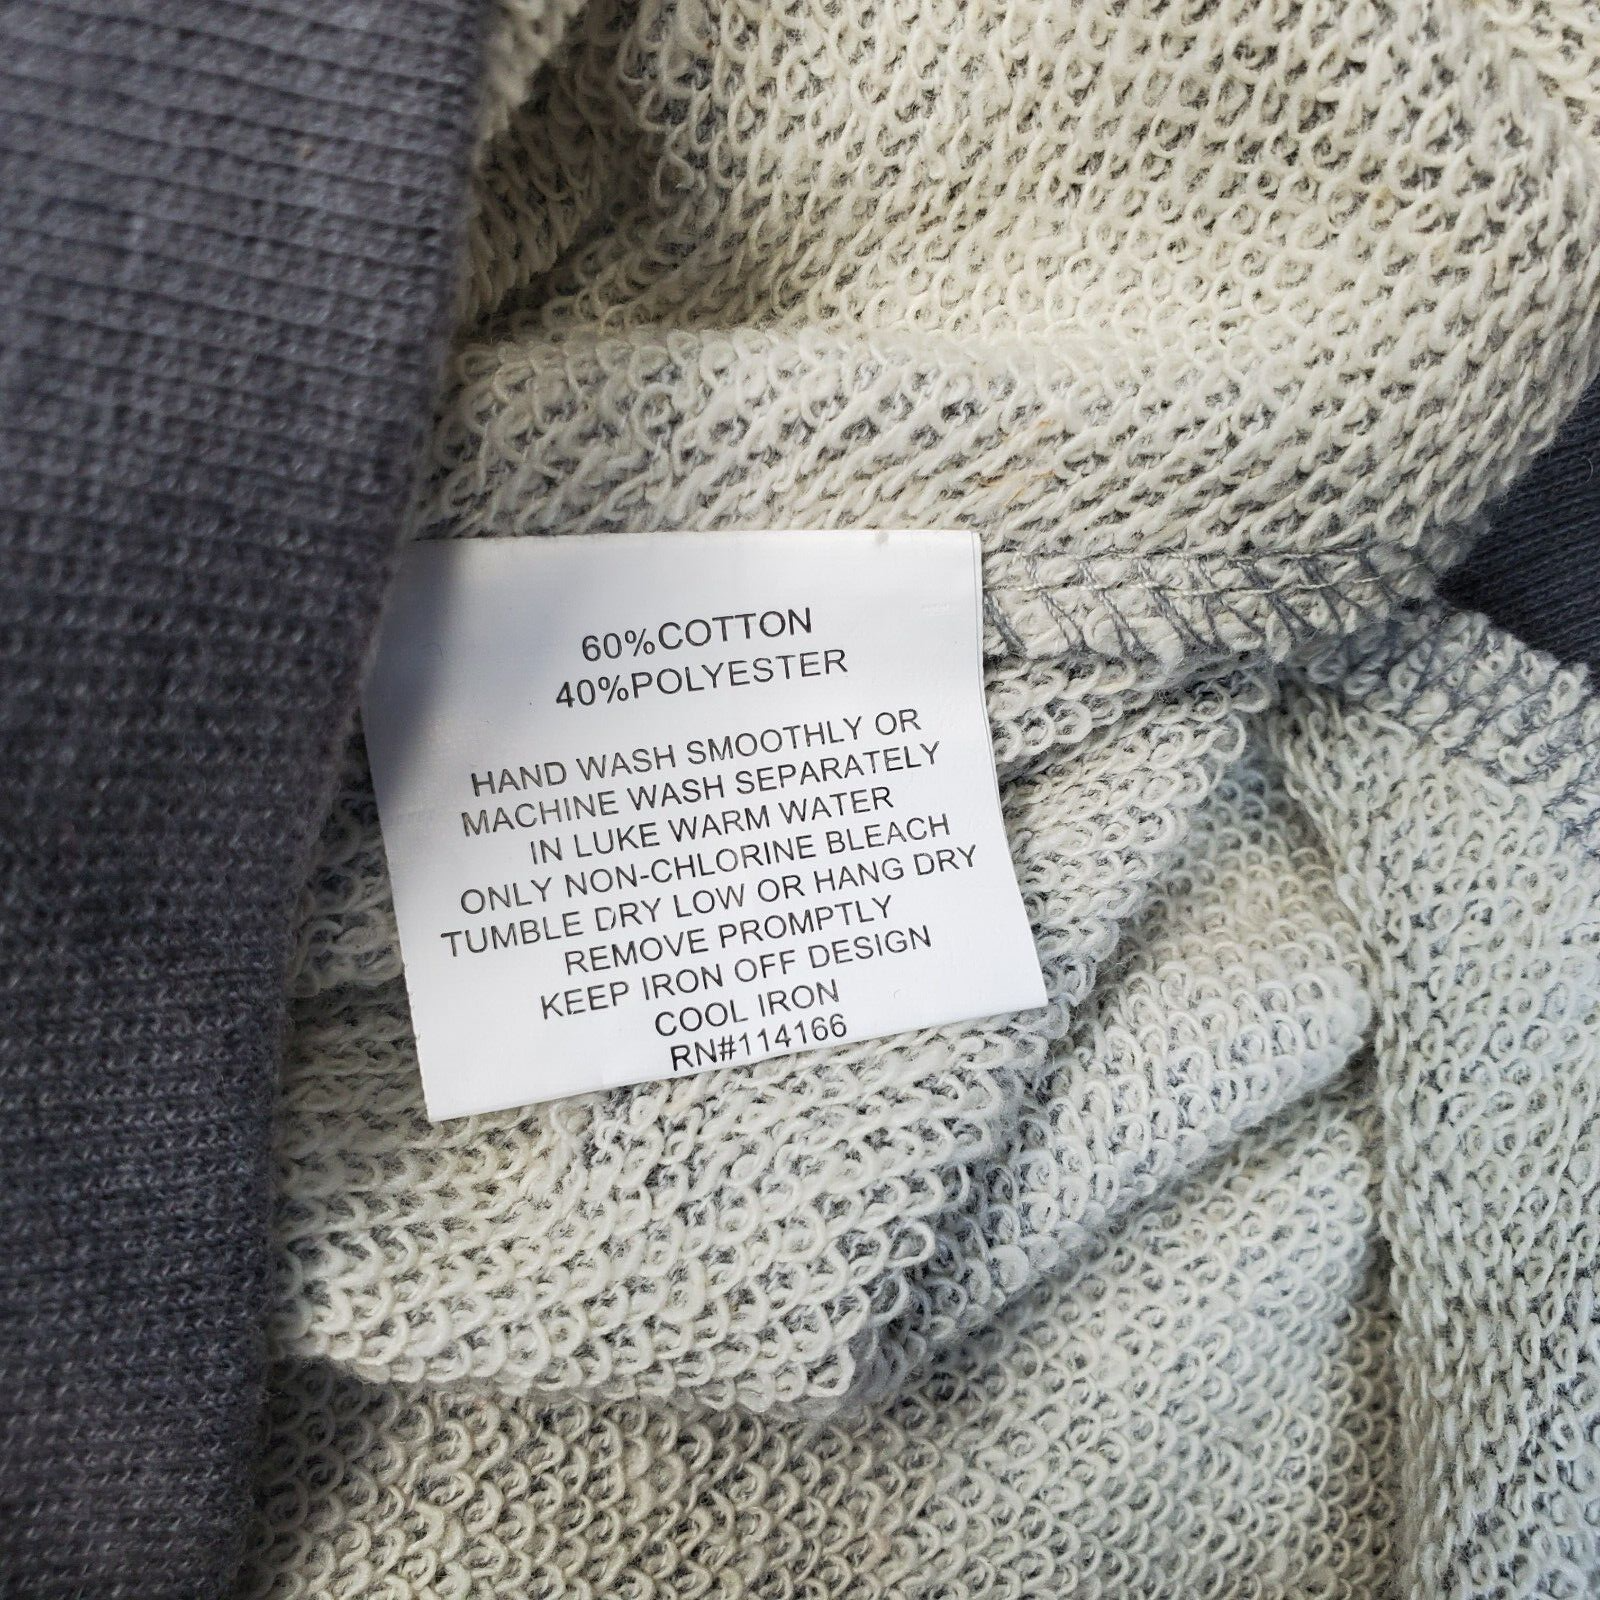 60%COTTON
40%POLYESTER
HAND WASH SMOOTHLY OR
MACHINE WASH SEPARATELY
IN LUKE WARM WATER
ONLY NON-CHLORINE BLEACH
TUMBLE DRY LOW OR HANG DRY
REMOVE PROMPTLY
KEEP IRON OFF DESIGN
COOL IRON
RN#114166